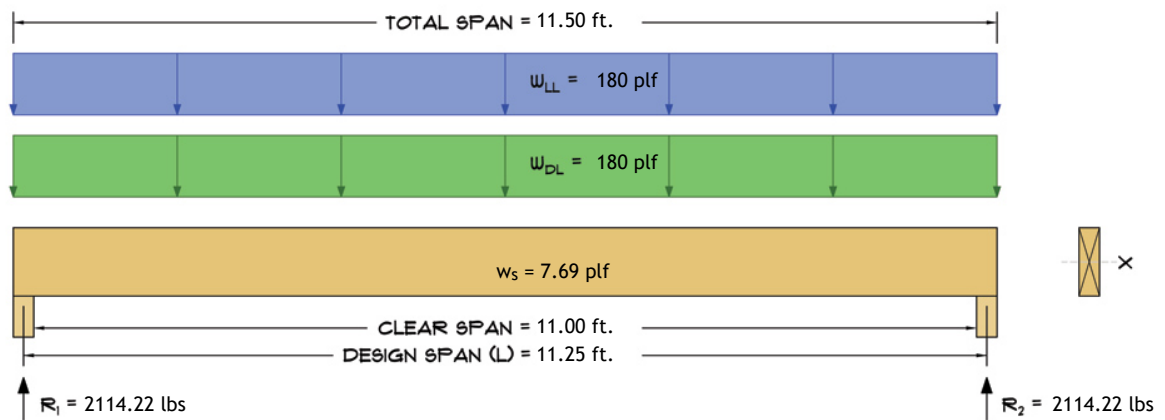 TOTAL SPAN = 11.50 ft.
wLL = 180 plf
wDL = 180 plf
ws = 7.69 plf
X
CLEAR SPAN = 11.00 ft.
DESIGN SPAN (L) = 11.25 ft.
R1 = 2114.22 lbs
R2 = 2114.22 lbs